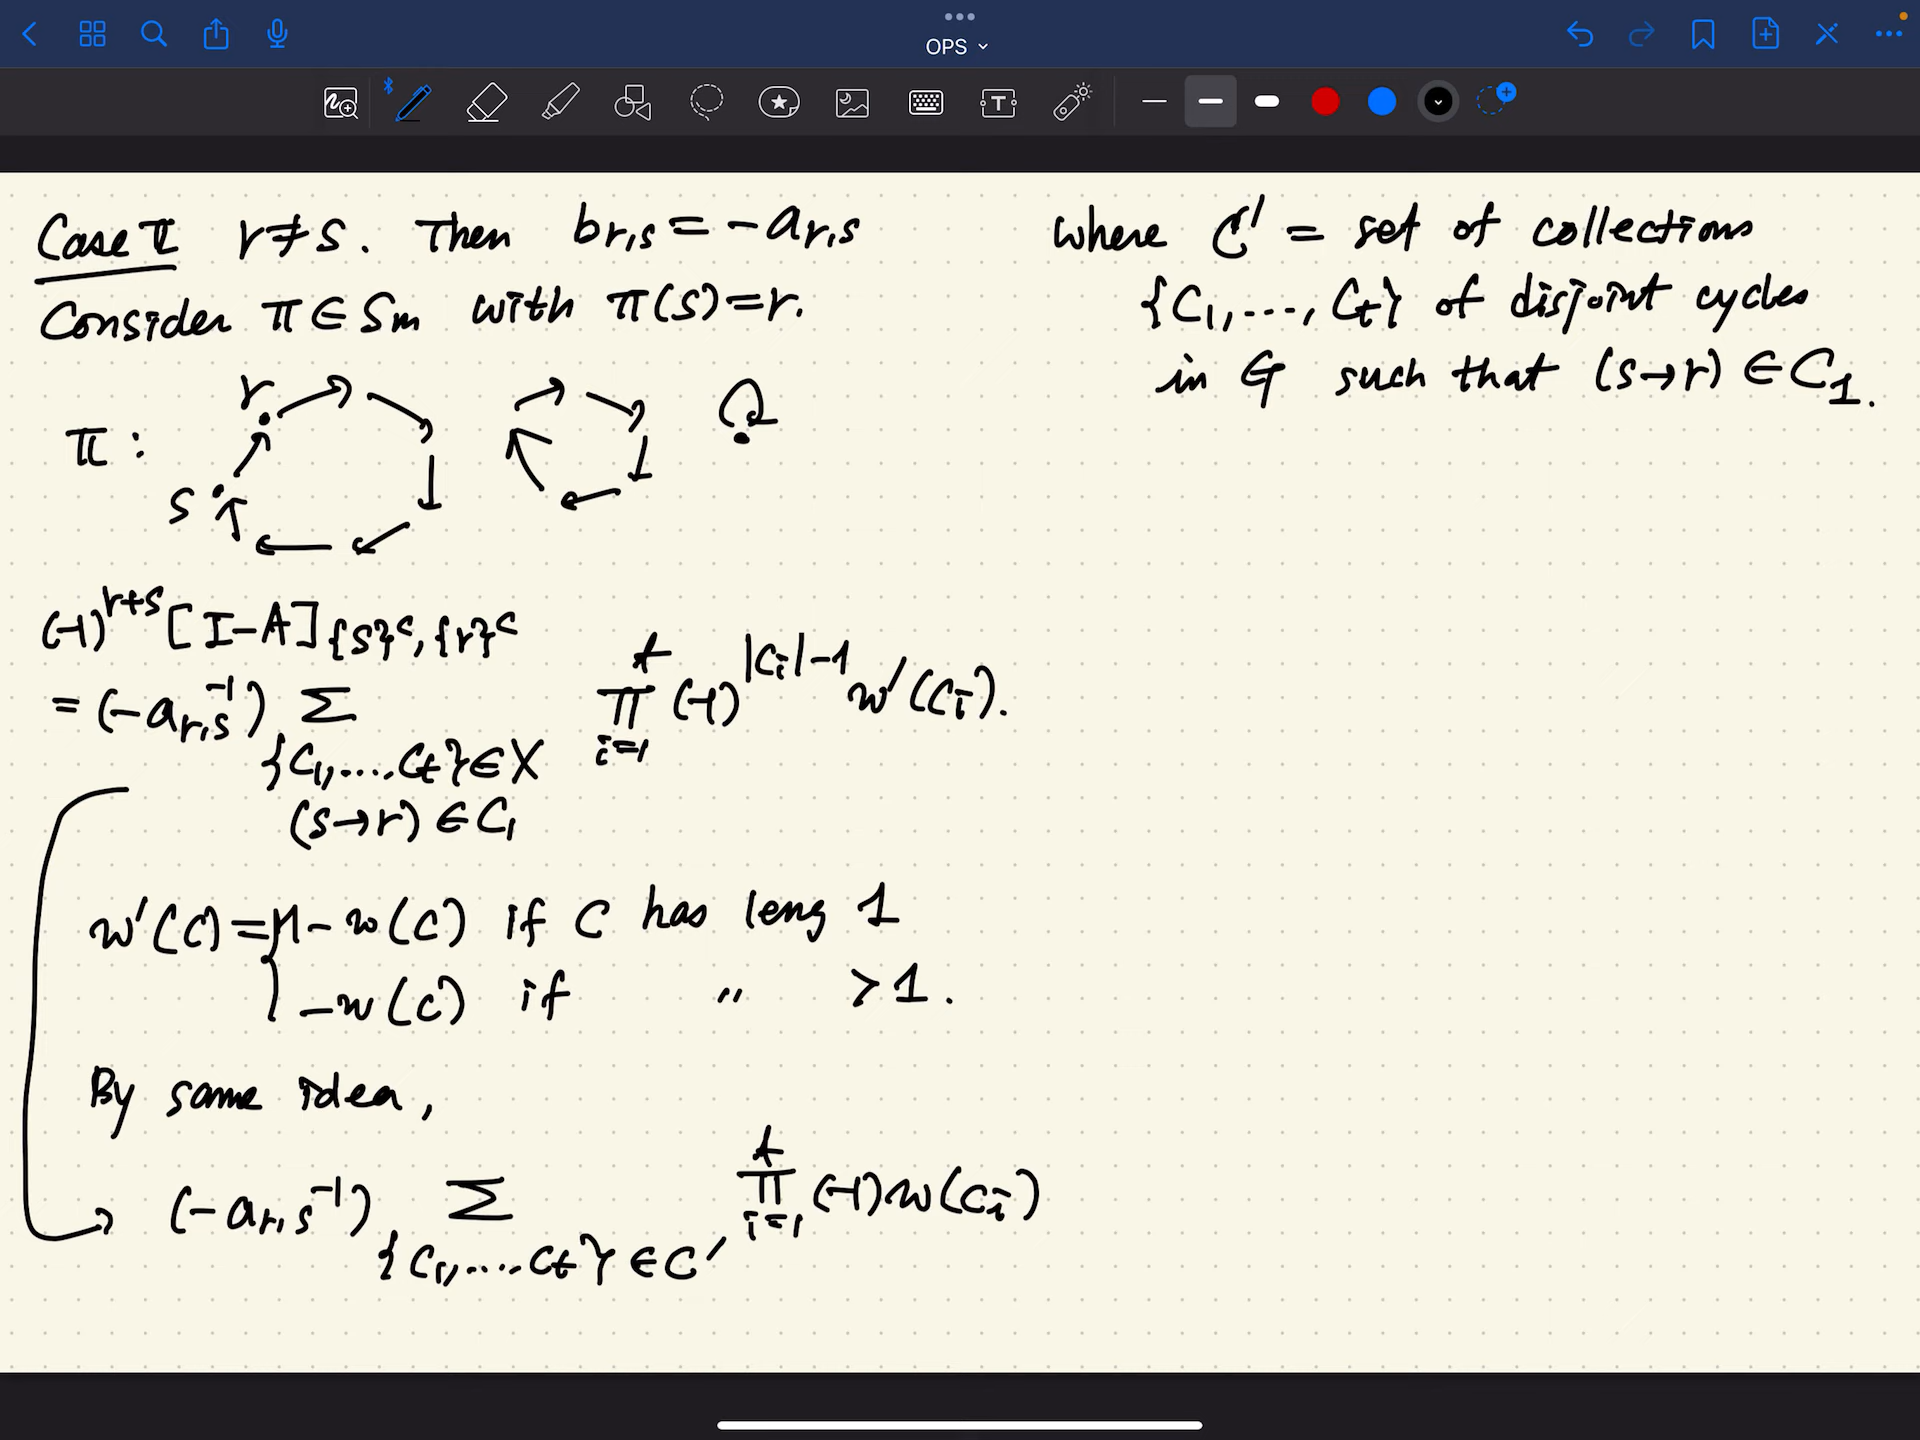 OPS
Case II r≠s. Then b_{r,s} = -a_{r,s}
Consider π ∈ S_m with π(s)=r.
π :
r
s
(-1)^{r+s} [I-A]_{{s}^c, {r}^c}
= (-a_{r,s}^{-1}) Σ_{{C_1,....C_t}∈X (s→r)∈C_1} ∏_{i=1}^{t} (-1)^{|C_i|-1} w'(C_i).
w'(C) = { 1-w(C) if C has leng 1
-w(C) if 〃 >1.
By same idea,
→ (-a_{r,s}^{-1}) Σ_{{C_1,....C_t}∈C'} ∏_{i=1}^{t} (-1)w(C_i)
where C' = set of collections
{C_1,...., C_t} of disjoint cycles
in G such that (s→r) ∈ C_1.